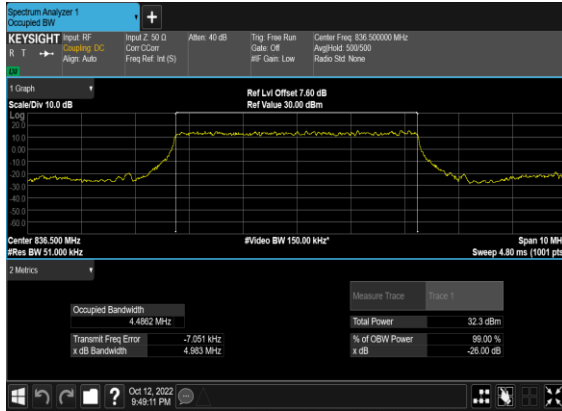 Spectrum Analyzer 1
Occupied BW
+
KEYSIGHT Input: RF Input Z: 50 Ω Atten: 40 dB Trig: Free Run Center Freq: 836.500000 MHz
R T Coupling: DC Corr CCorr Gate: Off Avg|Hold: 500/500
Align: Auto Freq Ref: Int (S) #IF Gain: Low Radio Std: None
LV
1 Graph
Scale/Div 10.0 dB
Ref Lvl Offset 7.60 dB
Ref Value 30.00 dBm
Log
20.0
10.0
0.00
-10.0
-20.0
-30.0
-40.0
-50.0
-60.0
Center 836.500 MHz #Video BW 150.00 kHz* Span 10 MH
#Res BW 51.000 kHz Sweep 4.80 ms (1001 pts
2 Metrics
Measure Trace Trace 1
Occupied Bandwidth
4.4862 MHz
Total Power 32.3 dBm
Transmit Freq Error -7.051 kHz % of OBW Power 99.00 %
x dB Bandwidth 4.983 MHz x dB -26.00 dB
? Oct 12, 2022
9:49:11 PM